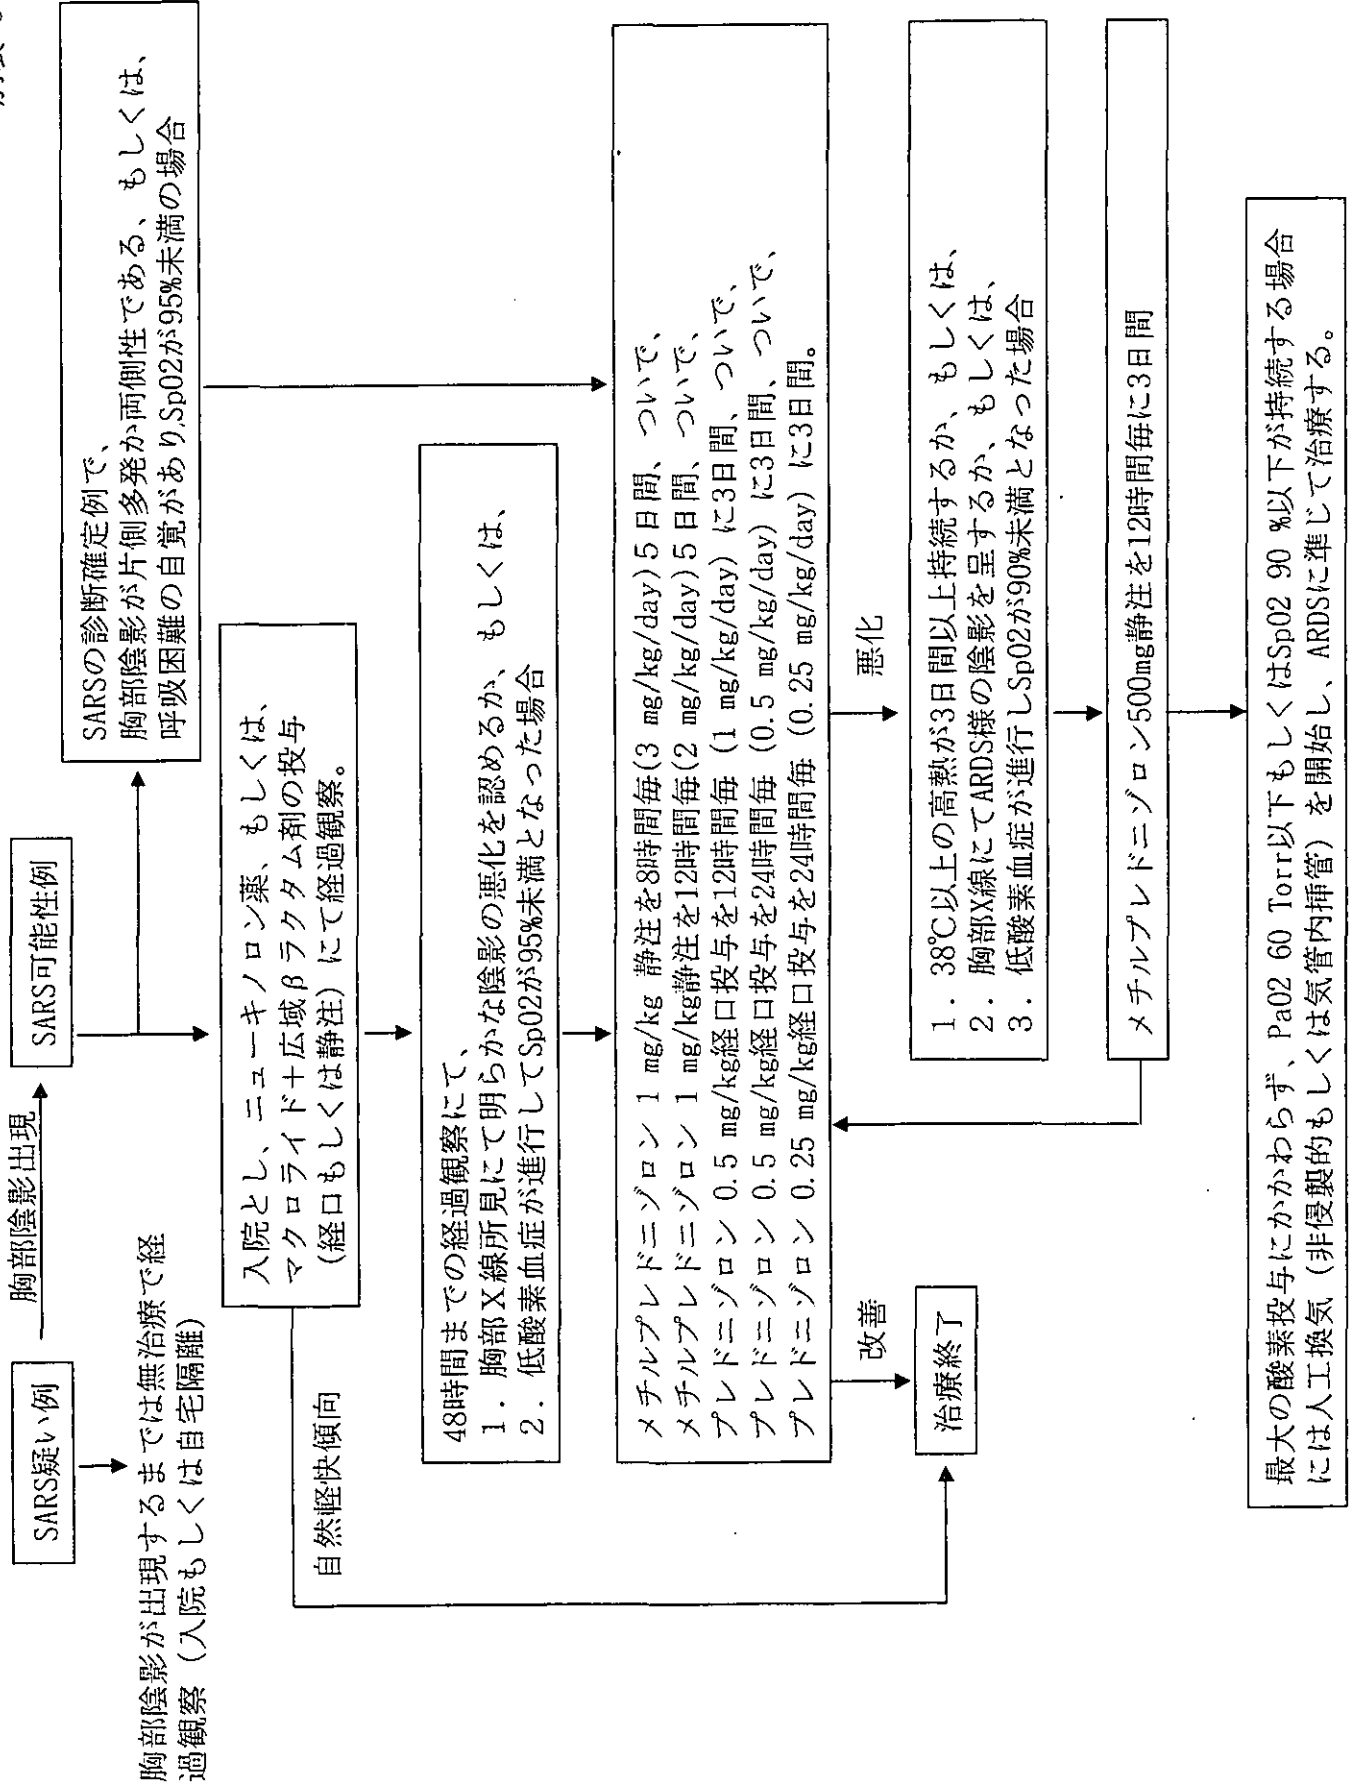 SARS疑い例
胸部陰影出現
SARS可能性例
胸部陰影が出現するまでは無治療で経
過観察（入院もしくは自宅隔離）
SARSの診断確定例で、
胸部陰影が片側多発か両側性である、もしくは、
呼吸困難の自覚があり,SpO2が95%未満の場合
入院とし、ニューキノロン薬、もしくは、
マクロライド＋広域βラクタム剤の投与
（経口もしくは静注）にて経過観察。
自然軽快傾向
48時間までの経過観察にて、
1．胸部X線所見にて明らかな陰影の悪化を認めるか、もしくは、
2．低酸素血症が進行してSpO2が95%未満となった場合
メチルプレドニゾロン 1 mg/kg 静注を8時間毎(3 mg/kg/day)5日間、ついで、
メチルプレドニゾロン 1 mg/kg静注を12時間毎(2 mg/kg/day)5日間、ついで、
プレドニゾロン 0.5 mg/kg経口投与を12時間毎（1 mg/kg/day）に3日間、ついで、
プレドニゾロン 0.5 mg/kg経口投与を24時間毎（0.5 mg/kg/day）に3日間、ついで、
プレドニゾロン 0.25 mg/kg経口投与を24時間毎（0.25 mg/kg/day）に3日間。
改善
悪化
治療終了
1．38℃以上の高熱が3日間以上持続するか、もしくは、
2．胸部X線にてARDS様の陰影を呈するか、もしくは、
3．低酸素血症が進行しSpO2が90%未満となった場合
メチルプレドニゾロン500mg静注を12時間毎に3日間
最大の酸素投与にかかわらず、PaO2 60 Torr以下もしくはSpO2 90 %以下が持続する場合
には人工換気（非侵襲的もしくは気管内挿管）を開始し、ARDSに準じて治療する。